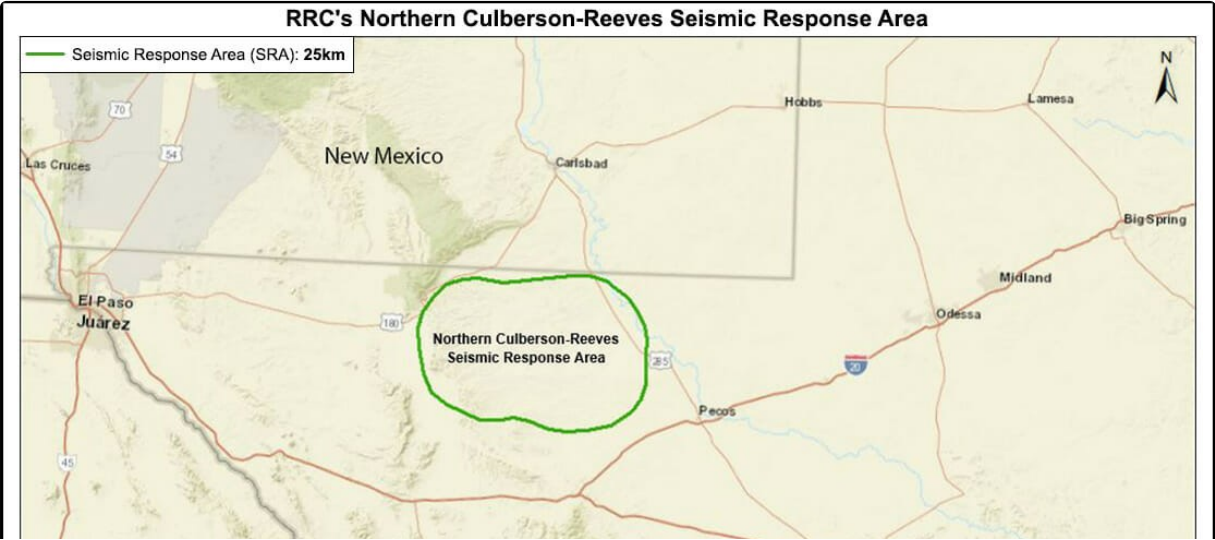 RRC's Northern Culberson-Reeves Seismic Response Area
Seismic Response Area (SRA): 25km
N
Hobbs
Lamesa
70
54
New Mexico
Las Cruces
Carlsbad
Big Spring
Midland
El Paso
Juárez
180
Odessa
Northern Culberson-Reeves
Seismic Response Area
285
20
Pecos
45